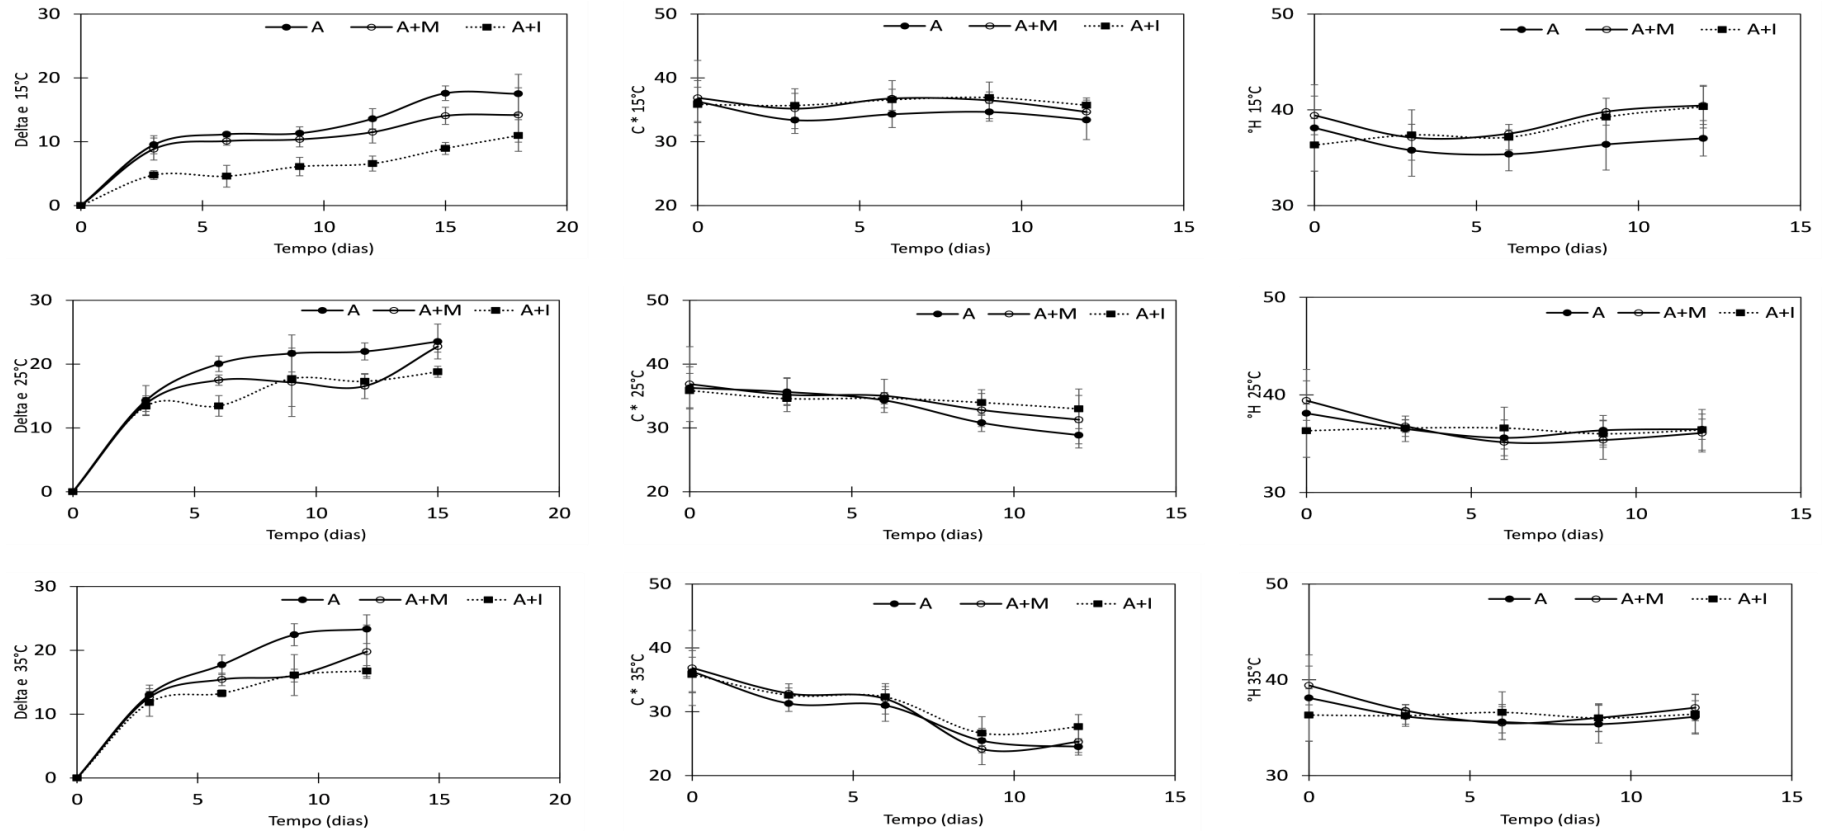 30
20
10
0
0 5 10 15 20
Delta e 15°C
Tempo (dias)
A A+M A+I
50
40
30
20
0 5 10 15
C * 15°C
Tempo (dias)
A A+M A+I
50
40
30
0 5 10 15
°H 15°C
Tempo (dias)
A A+M A+I
30
20
10
0
0 5 10 15 20
Delta e 25°C
Tempo (dias)
A A+M A+I
50
40
30
20
0 5 10 15
C * 25°C
Tempo (dias)
A A+M A+I
50
40
30
0 5 10 15
°H 25°C
Tempo (dias)
A A+M A+I
30
20
10
0
0 5 10 15 20
Delta e 35°C
Tempo (dias)
A A+M A+I
50
40
30
20
0 5 10 15
C * 35°C
Tempo (dias)
A A+M A+I
50
40
30
0 5 10 15
°H 35°C
Tempo (dias)
A A+M A+I